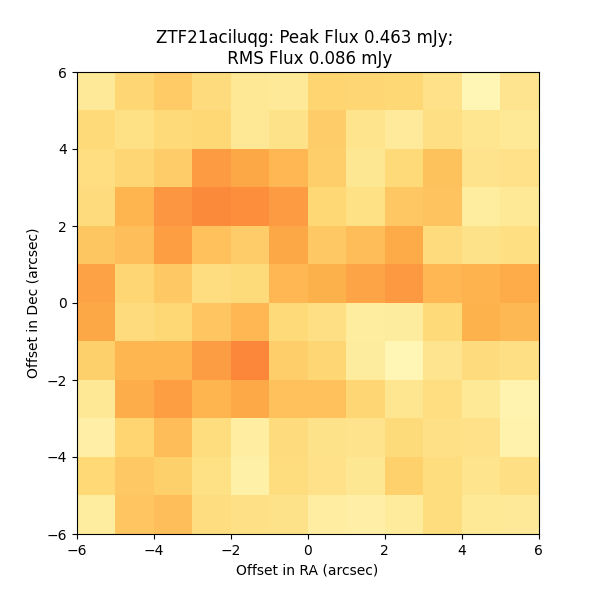 ZTF21aciluqg: Peak Flux 0.463 mJy;
RMS Flux 0.086 mJy
6
4
2
0
−2
−4
−6
Offset in Dec (arcsec)
−6 −4 −2 0 2 4 6
Offset in RA (arcsec)